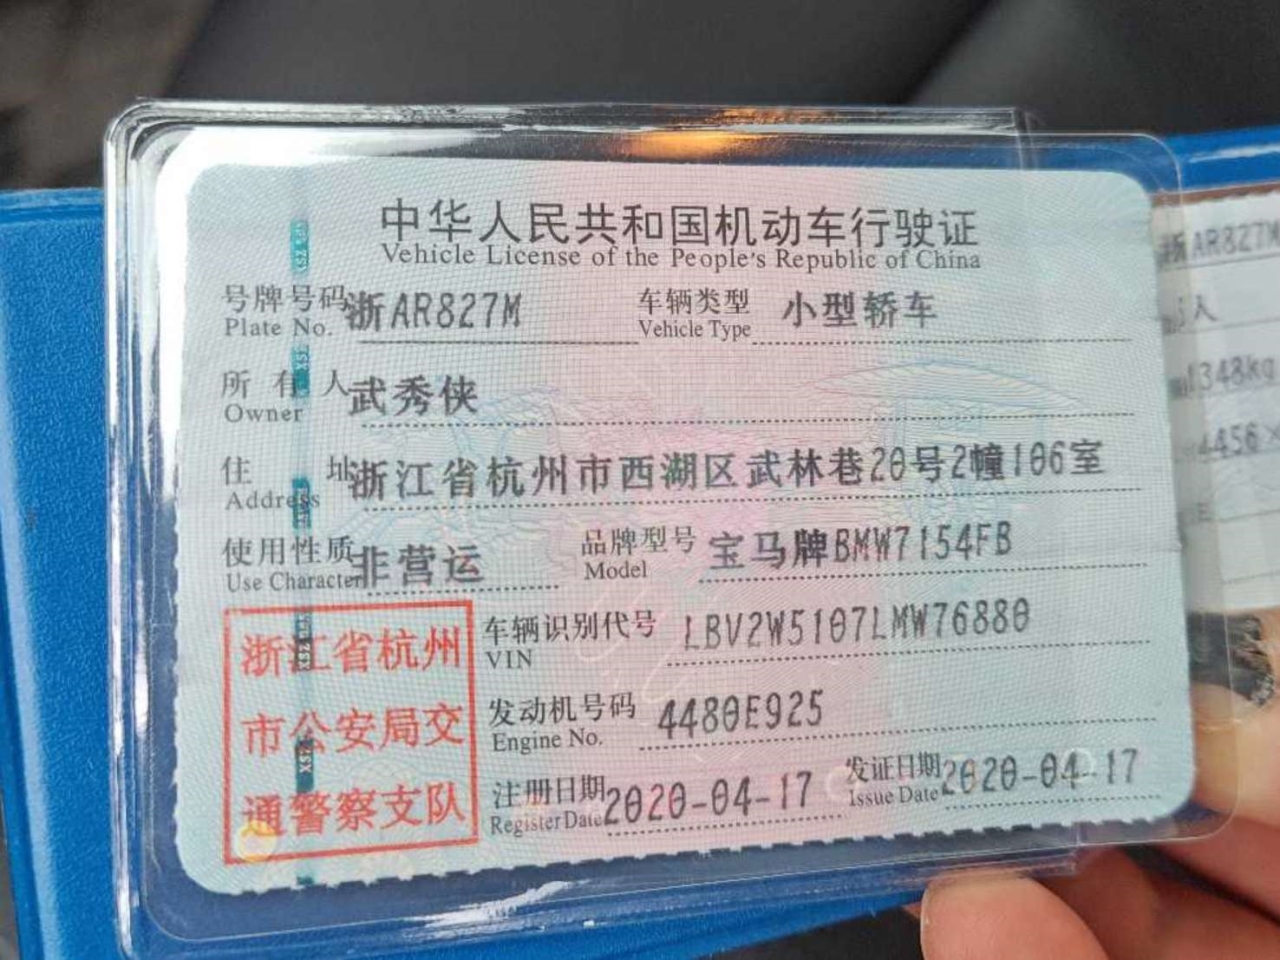 中华人民共和国机动车行驶证
Vehicle License of the People's Republic of China
号牌号码 浙AR827M 车辆类型 小型轿车
Plate No. Vehicle Type
所有人 武秀侠
Owner
住址 浙江省杭州市西湖区武林巷20号2幢106室
Address
使用性质 非营运 品牌型号 宝马牌BMW7154FB
Use Character Model
车辆识别代号 LBV2W5107LMW76880
VIN
发动机号码 4480E925
Engine No.
注册日期 2020-04-17 发证日期 2020-04-17
Register Date Issue Date
浙江省杭州
市公安局交
通警察支队
浙AR827M
5人
1348kg
4456×